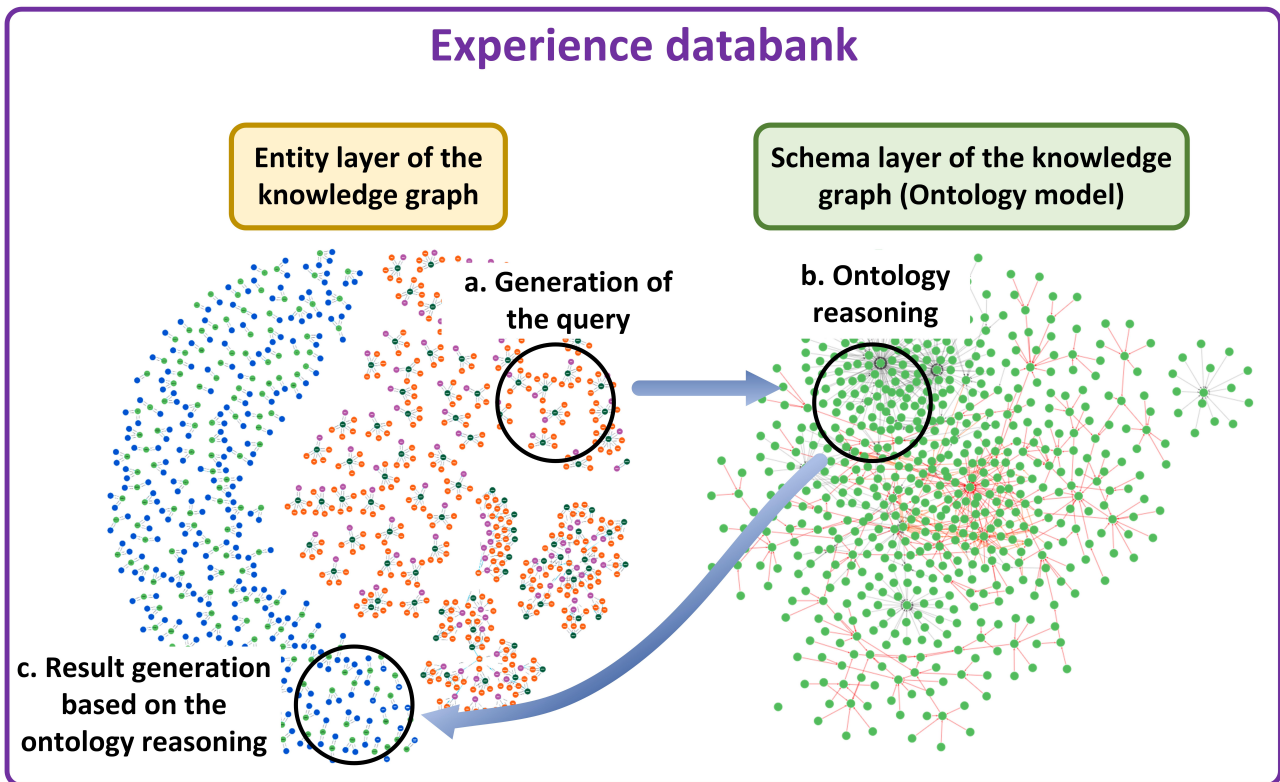 Experience databank
Entity layer of the
knowledge graph
Schema layer of the knowledge
graph (Ontology model)
a. Generation of
the query
b. Ontology
reasoning
c. Result generation
based on the
ontology reasoning